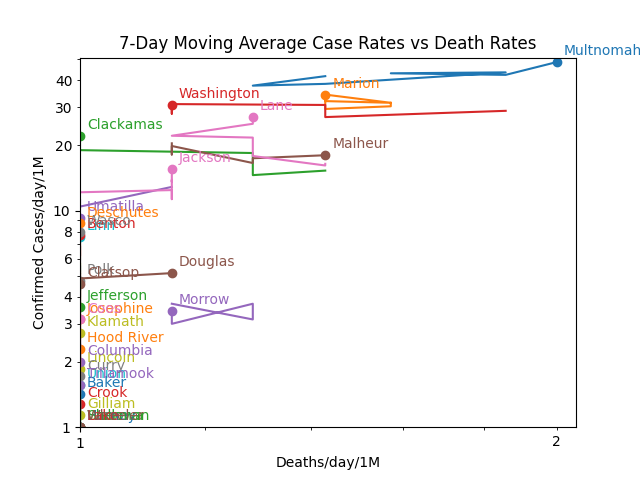 7-Day Moving Average Case Rates vs Death Rates
Multnomah
40
Marion
Washington
30
Lane
Clackamas
20
Malheur
Jackson
Umatilla
10
Deschutes
Benton
Linn
8
6
Polk
Clatsop
Douglas
4
Jefferson
Morrow
Josephine
3
Klamath
Hood River
Columbia
2
Lincoln
Curry
Tillamook
Baker
Crook
Gilliam
1
1
2
Confirmed Cases/day/1M
Deaths/day/1M